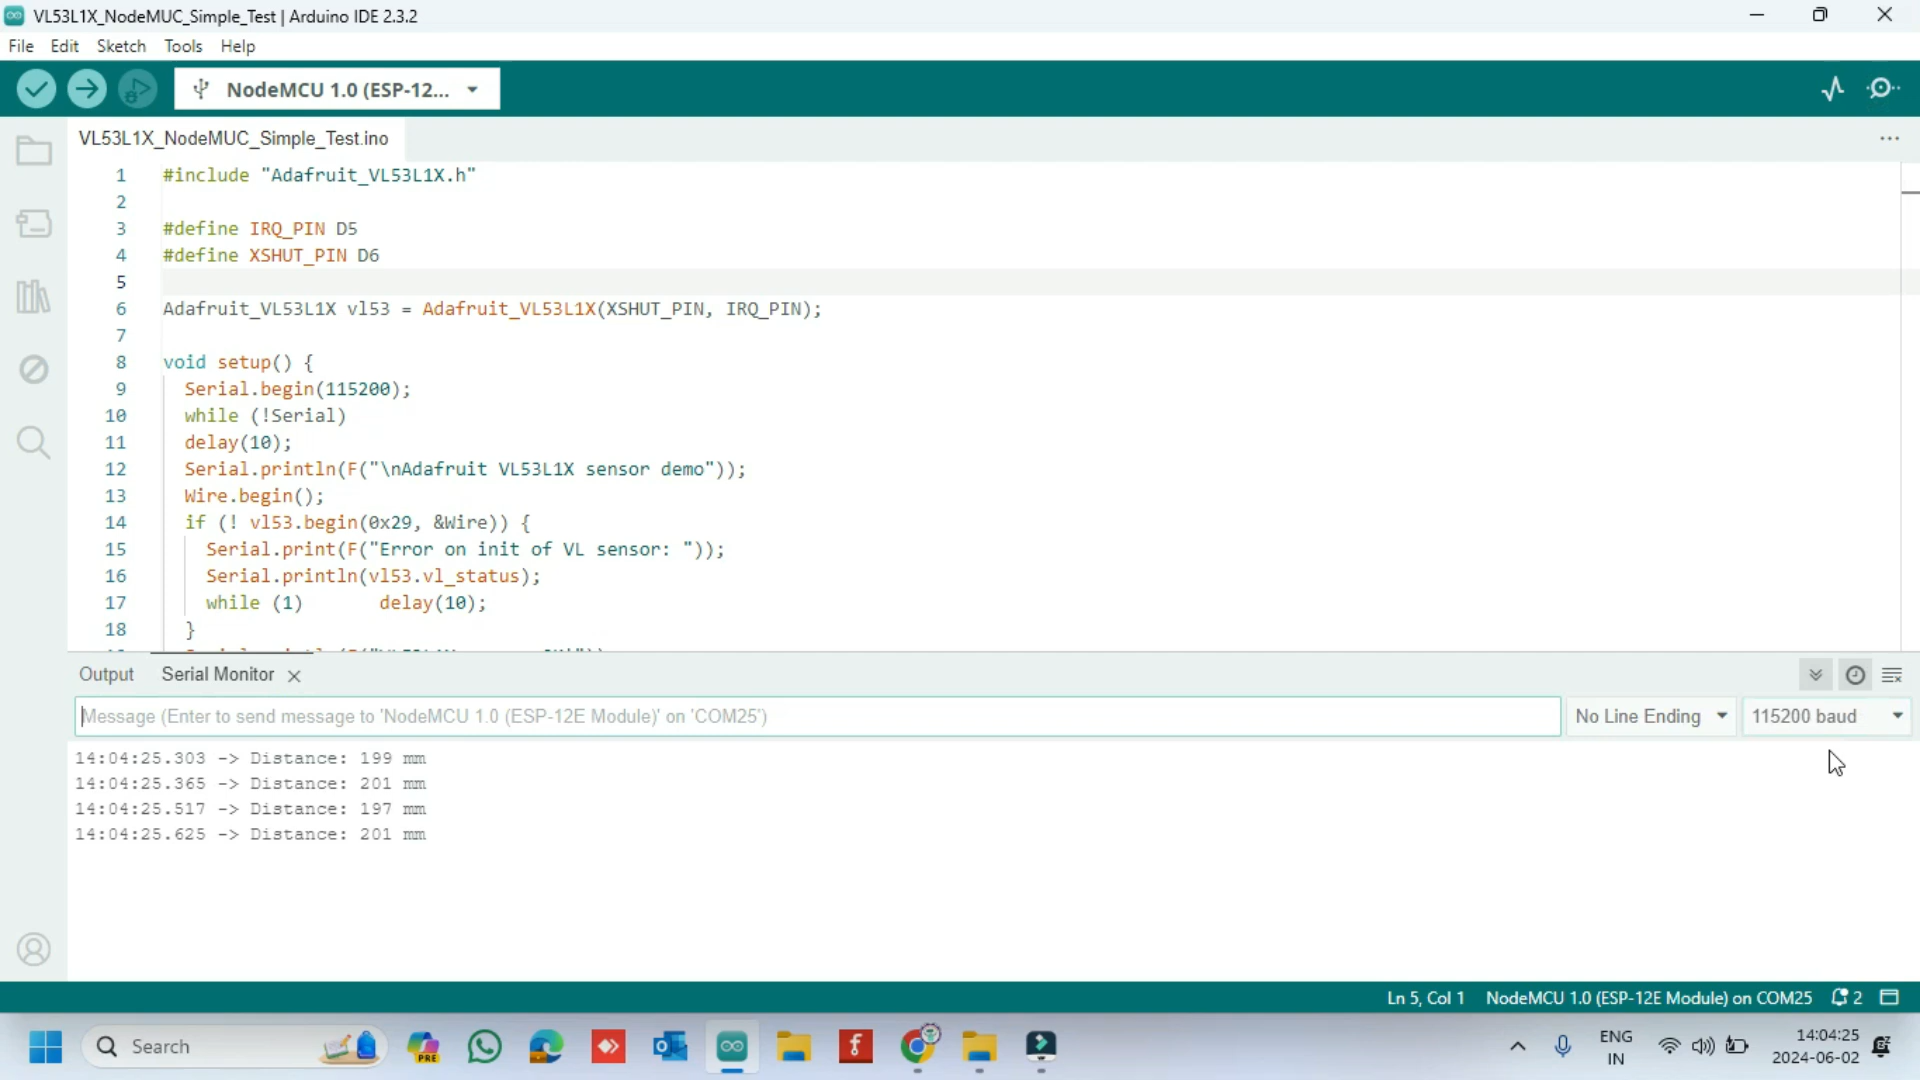 VL53L1X_NodeMUC_Simple_Test | Arduino IDE 2.3.2
File Edit Sketch Tools Help
NodeMCU 1.0 (ESP-12...
VL53L1X_NodeMUC_Simple_Test.ino
1 #include "Adafruit_VL53L1X.h"
2
3 #define IRQ_PIN D5
4 #define XSHUT_PIN D6
5
6 Adafruit_VL53L1X vl53 = Adafruit_VL53L1X(XSHUT_PIN, IRQ_PIN);
7
8 void setup() {
9 Serial.begin(115200);
10 while (!Serial)
11 delay(10);
12 Serial.println(F("\nAdafruit VL53L1X sensor demo"));
13 Wire.begin();
14 if (! vl53.begin(0x29, &Wire)) {
15 Serial.print(F("Error on init of VL sensor: "));
16 Serial.println(vl53.vl_status);
17 while (1) delay(10);
18 }
Output Serial Monitor
Message (Enter to send message to 'NodeMCU 1.0 (ESP-12E Module)' on 'COM25') No Line Ending 115200 baud
14:04:25.303 -> Distance: 199 mm
14:04:25.365 -> Distance: 201 mm
14:04:25.517 -> Distance: 197 mm
14:04:25.625 -> Distance: 201 mm
Ln 5, Col 1 NodeMCU 1.0 (ESP-12E Module) on COM25 2
Search PRE ENG IN 14:04:25
2024-06-02